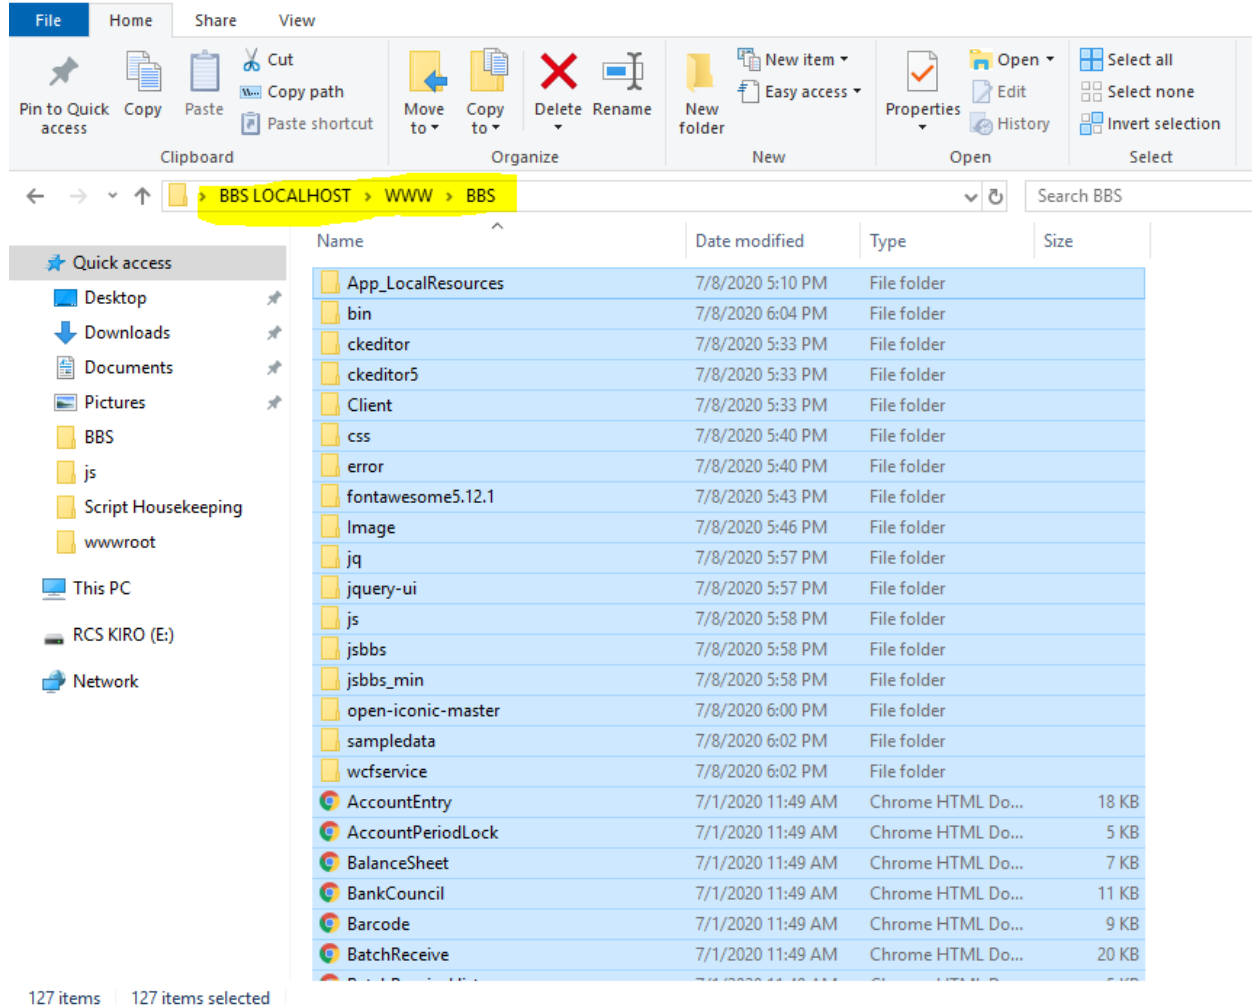 File Home Share View
Pin to Quick access
Copy
Paste
Cut
Copy path
Paste shortcut
Clipboard
Move to
Copy to
Delete
Rename
Organize
New folder
New item
Easy access
New
Properties
Open
Edit
History
Open
Select all
Select none
Invert selection
Select
BBS LOCALHOST › WWW › BBS
Search BBS
Quick access
Desktop
Downloads
Documents
Pictures
BBS
js
Script Housekeeping
wwwroot
This PC
RCS KIRO (E:)
Network
Name Date modified Type Size
App_LocalResources 7/8/2020 5:10 PM File folder
bin 7/8/2020 6:04 PM File folder
ckeditor 7/8/2020 5:33 PM File folder
ckeditor5 7/8/2020 5:33 PM File folder
Client 7/8/2020 5:33 PM File folder
css 7/8/2020 5:40 PM File folder
error 7/8/2020 5:40 PM File folder
fontawesome5.12.1 7/8/2020 5:43 PM File folder
Image 7/8/2020 5:46 PM File folder
jq 7/8/2020 5:57 PM File folder
jquery-ui 7/8/2020 5:57 PM File folder
js 7/8/2020 5:58 PM File folder
jsbbs 7/8/2020 5:58 PM File folder
jsbbs_min 7/8/2020 5:58 PM File folder
open-iconic-master 7/8/2020 6:00 PM File folder
sampledata 7/8/2020 6:02 PM File folder
wcfservice 7/8/2020 6:02 PM File folder
AccountEntry 7/1/2020 11:49 AM Chrome HTML Do... 18 KB
AccountPeriodLock 7/1/2020 11:49 AM Chrome HTML Do... 5 KB
BalanceSheet 7/1/2020 11:49 AM Chrome HTML Do... 7 KB
BankCouncil 7/1/2020 11:49 AM Chrome HTML Do... 11 KB
Barcode 7/1/2020 11:49 AM Chrome HTML Do... 9 KB
BatchReceive 7/1/2020 11:49 AM Chrome HTML Do... 20 KB
127 items 127 items selected